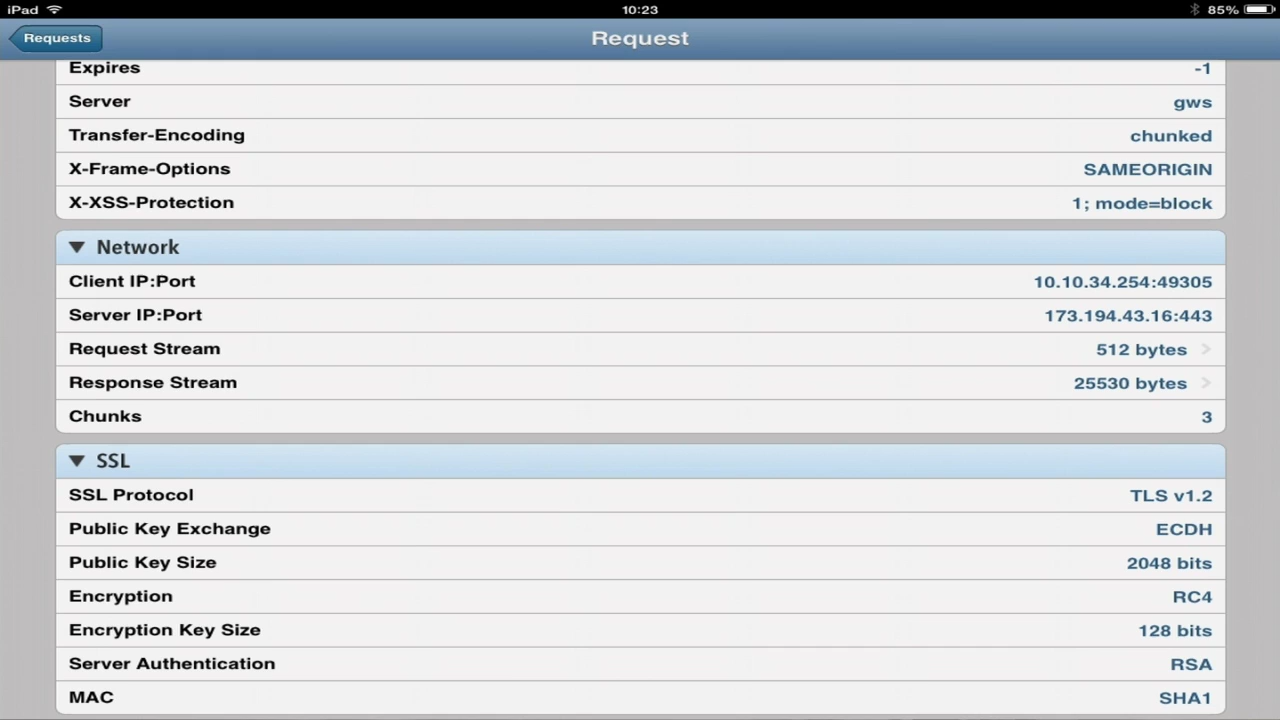 iPad 10:23 85%
Requests Request
Expires -1
Server gws
Transfer-Encoding chunked
X-Frame-Options SAMEORIGIN
X-XSS-Protection 1; mode=block
Network
Client IP:Port 10.10.34.254:49305
Server IP:Port 173.194.43.16:443
Request Stream 512 bytes
Response Stream 25530 bytes
Chunks 3
SSL
SSL Protocol TLS v1.2
Public Key Exchange ECDH
Public Key Size 2048 bits
Encryption RC4
Encryption Key Size 128 bits
Server Authentication RSA
MAC SHA1